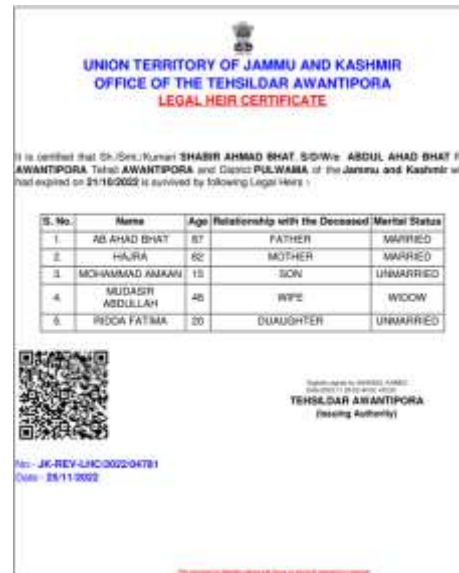 UNION TERRITORY OF JAMMU AND KASHMIR
OFFICE OF THE TEHSILDAR AWANTIPORA
LEGAL HEIR CERTIFICATE
It is certified that Sh./Smt./Kumari SHABIR AHMAD BHAT S/D/W/o ABDUL AHAD BHAT
AWANTIPORA Tehsil AWANTIPORA and District PULWAMA of the Jammu and Kashmir
had expired on 21/10/2022 is survived by following Legal Heirs :
S. No. Name Age Relationship with the Deceased Marital Status
1. AB AHAD BHAT 67 FATHER MARRIED
2. HAJRA 62 MOTHER MARRIED
3. MOHAMMAD AMAAN 15 SON UNMARRIED
4. MUDASIR ABDULLAH 46 WIFE WIDOW
5. RIDDA FATIMA 20 DUAUGHTER UNMARRIED
TEHSILDAR AWANTIPORA
(Issuing Authority)
No:- JK-REV-LHC/2022/04781
Date:- 25/11/2022